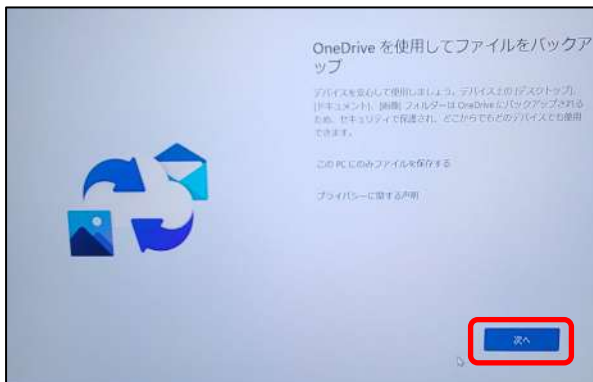 OneDrive を使用してファイルをバックア
ップ
デバイスを安心して使用しましょう。デバイス上の [デスクトップ]、
[ドキュメント]、[画像] フォルダーは OneDrive にバックアップされる
ため、セキュリティで保護され、どこからでもどのデバイスでも使用
できます。
この PC にのみファイルを保存する
プライバシーに関する声明
次へ